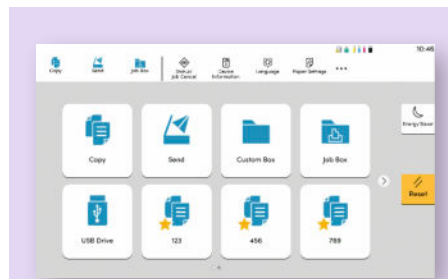 10:46
Copy
Send
Job Box
Status/
Job Cancel
Device
Information
Language
Paper Settings
Energy Saver
Copy
Send
Custom Box
Job Box
Reset
USB Drive
123
456
789